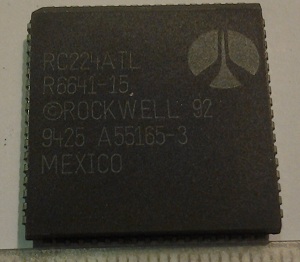 RC224ATL
R6641-15
©ROCKWELL 92
9425 A55165-3
MEXICO